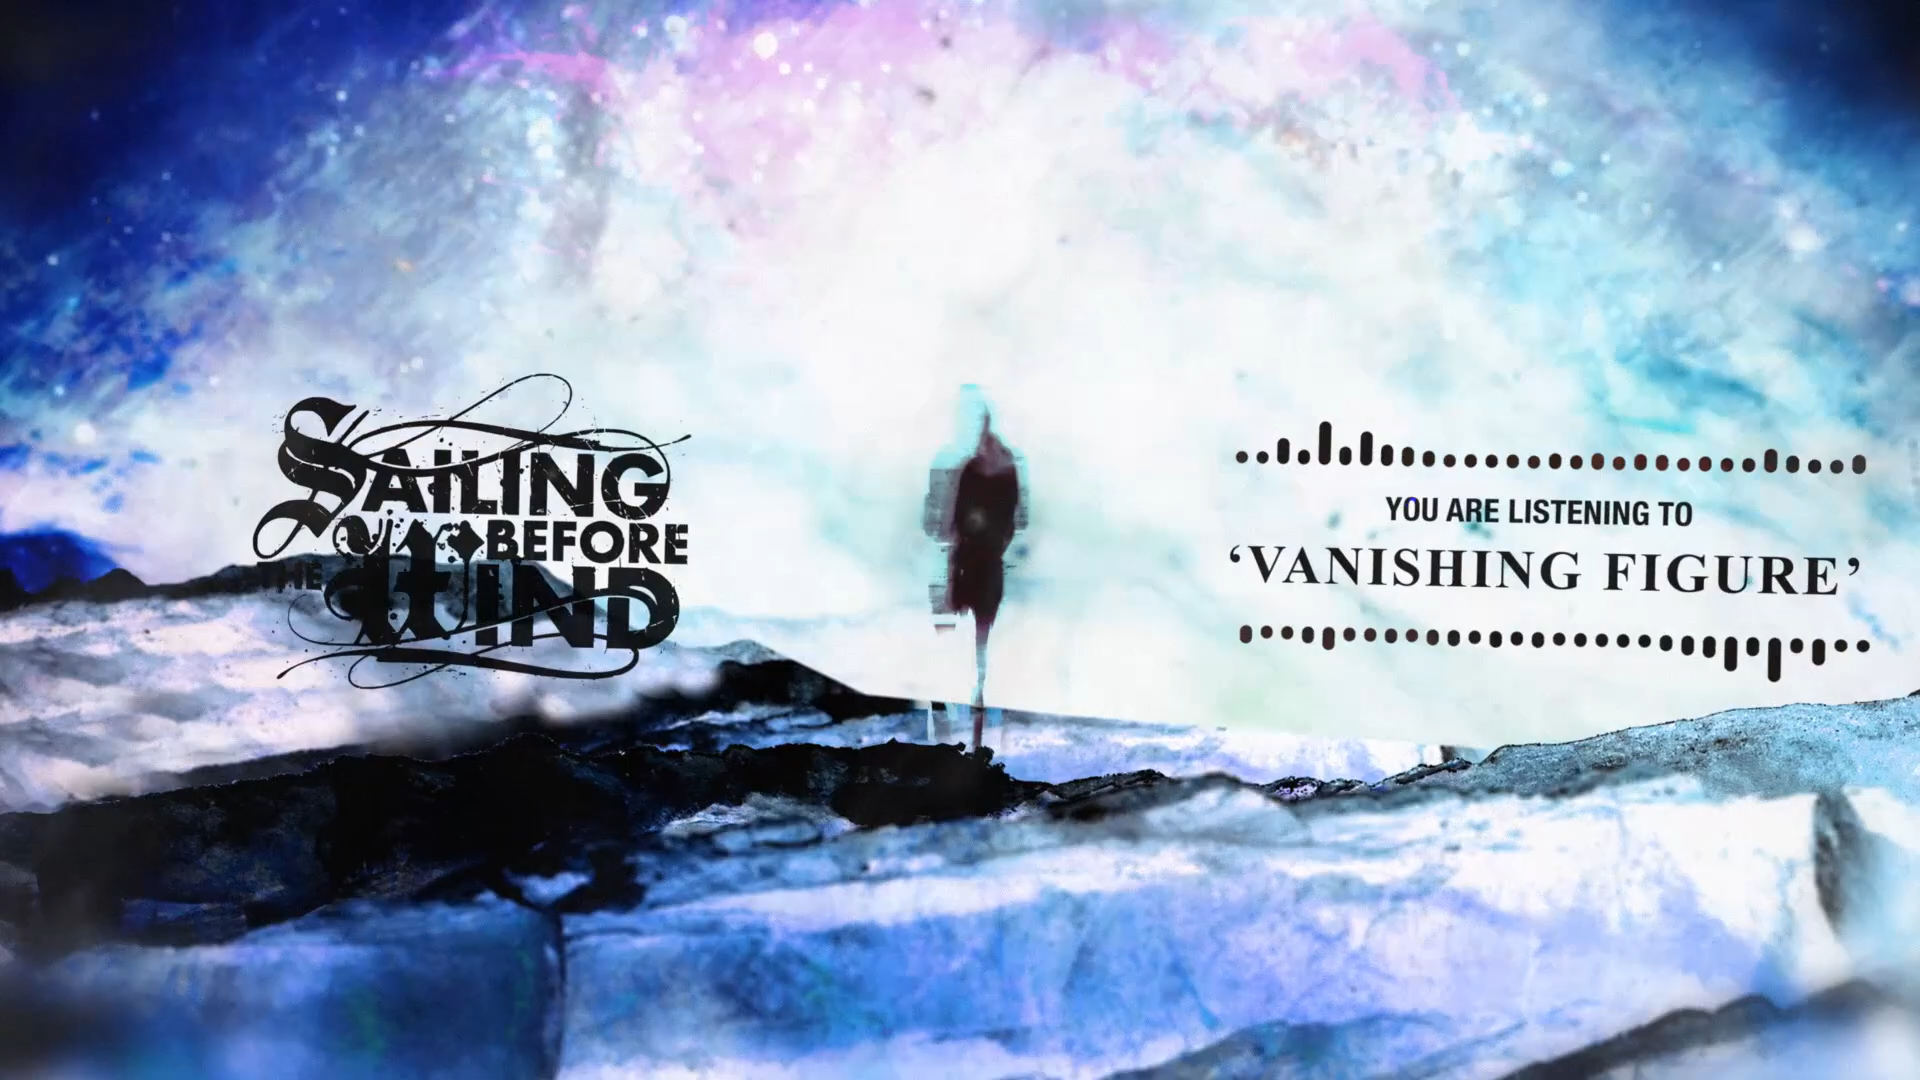 SAILING
BEFORE
THE WIND
YOU ARE LISTENING TO
‘VANISHING FIGURE’